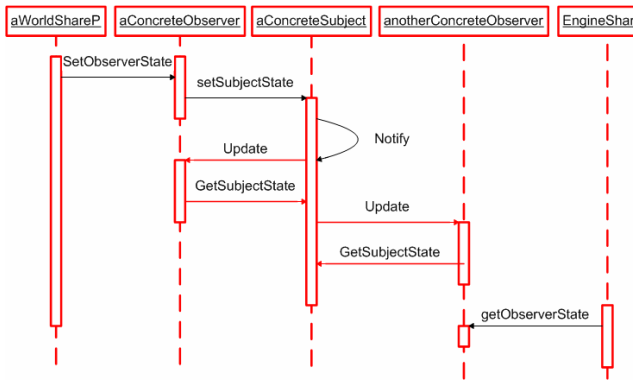 aWorldShareP aConcreteObserver aConcreteSubject anotherConcreteObserver EngineShar
SetObserverState
setSubjectState
Notify
Update
GetSubjectState
Update
GetSubjectState
getObserverState